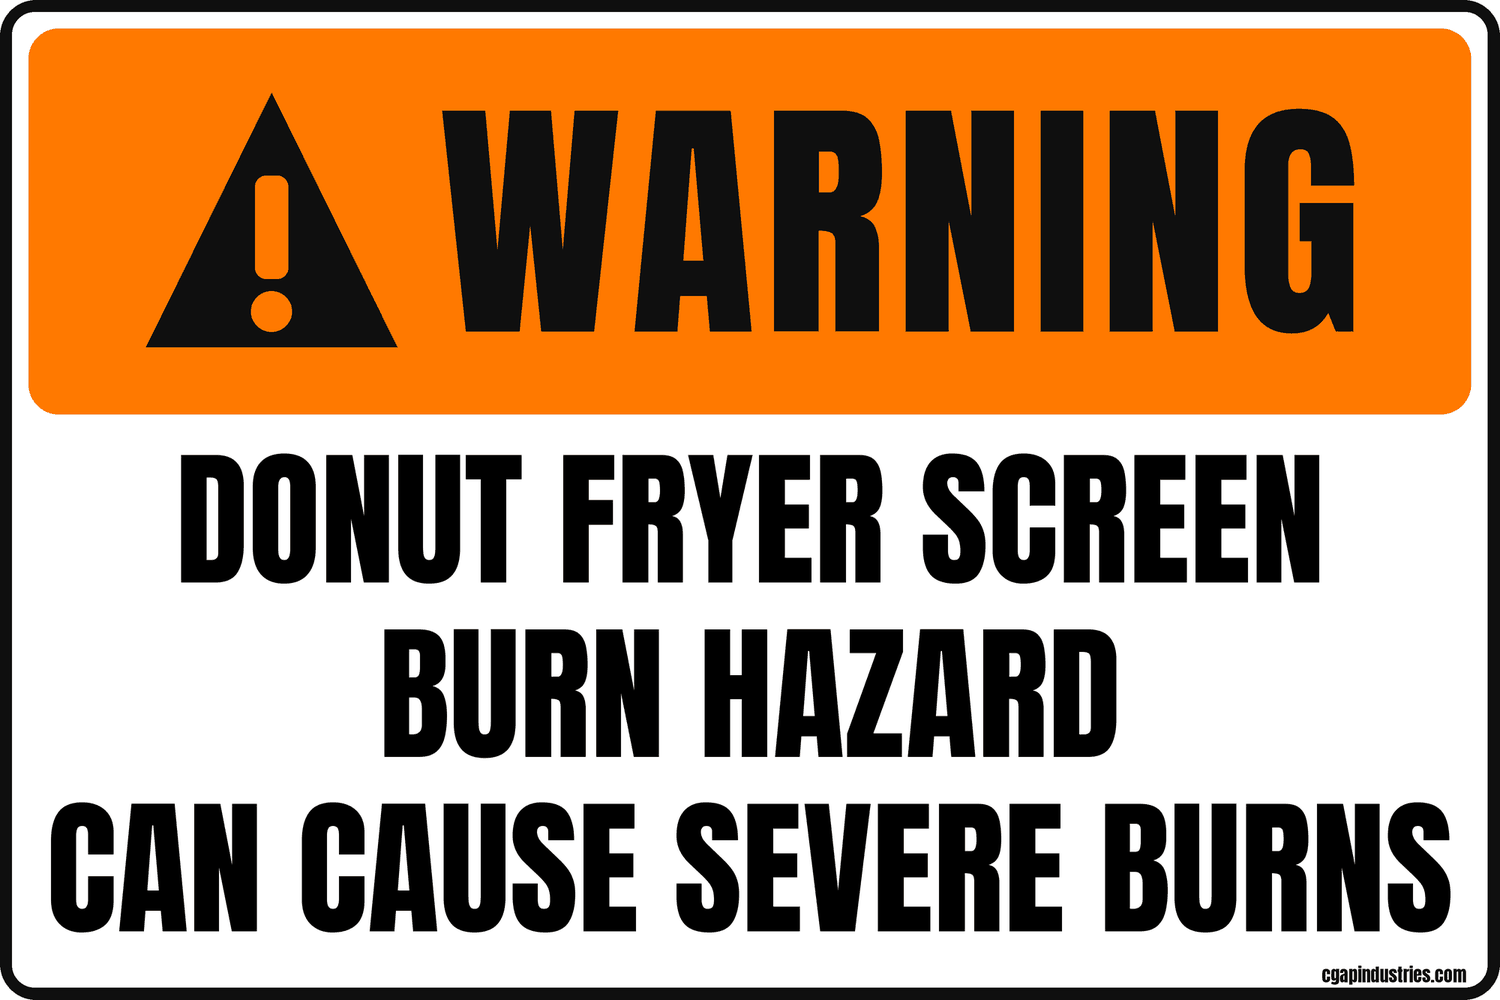 WARNING
DONUT FRYER SCREEN
BURN HAZARD
CAN CAUSE SEVERE BURNS
cgapindustries.com